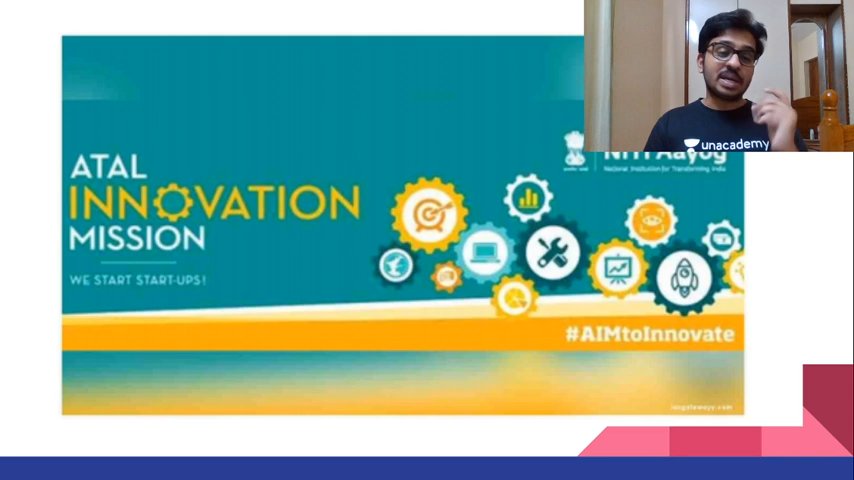 unacademy
NITI Aayog
National Institution for Transforming India
ATAL
INNOVATION
MISSION
WE START START-UPS!
#AIMtoInnovate